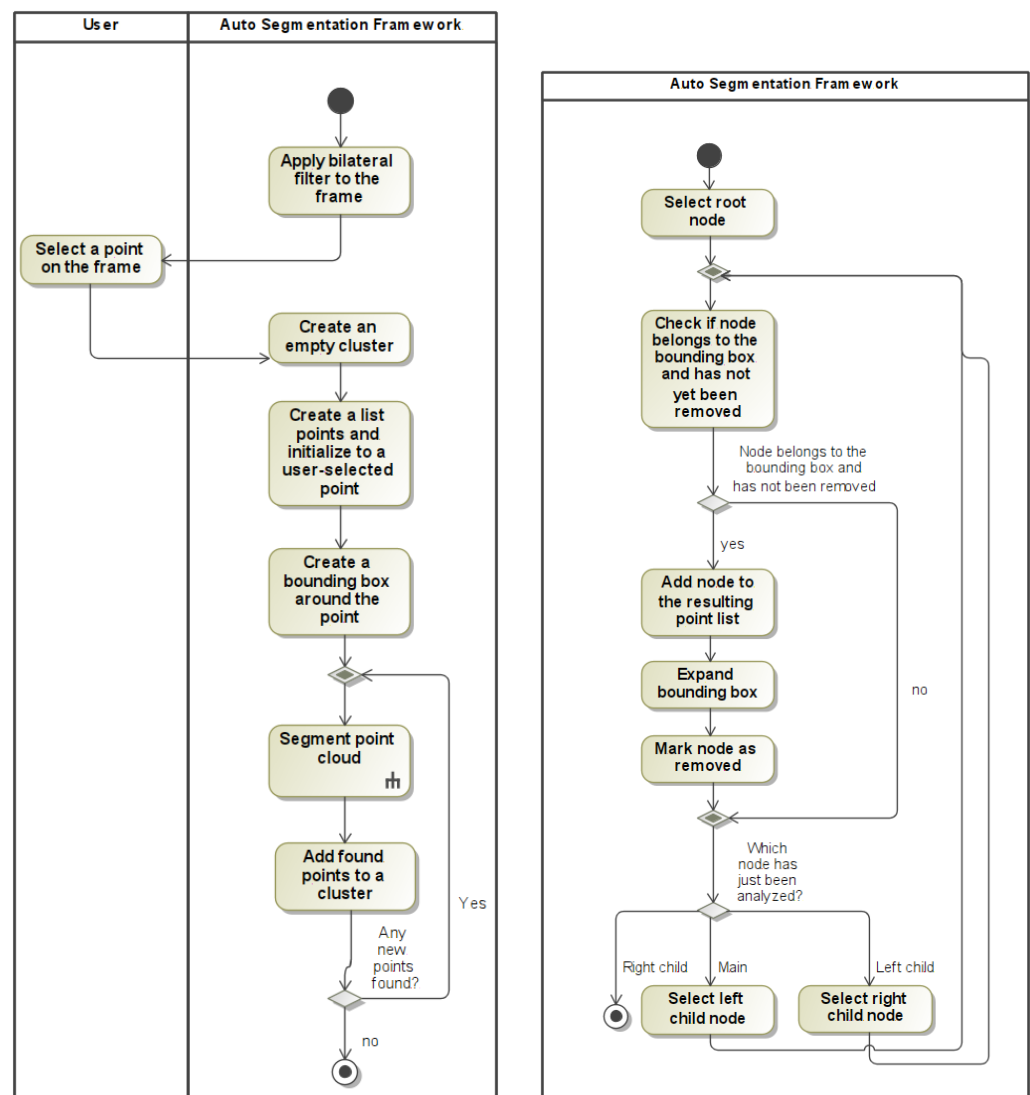 User
Auto Segmentation Framework
Apply bilateral
filter to the
frame
Select a point
on the frame
Create an
empty cluster
Create a list
points and
initialize to a
user-selected
point
Create a
bounding box
around the
point
Segment point
cloud
Add found
points to a
cluster
Any
new
points
found?
Yes
no
Auto Segmentation Framework
Select root
node
Check if node
belongs to the
bounding box
and has not
yet been
removed
Node belongs to the
bounding box and
has not been removed
yes
Add node to
the resulting
point list
Expand
bounding box
no
Mark node as
removed
Which
node has
just been
analyzed?
Right child
Main
Left child
Select left
child node
Select right
child node